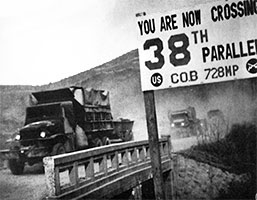 YOU ARE NOW CROSSING
38TH
PARALLEL
US COB 728MP